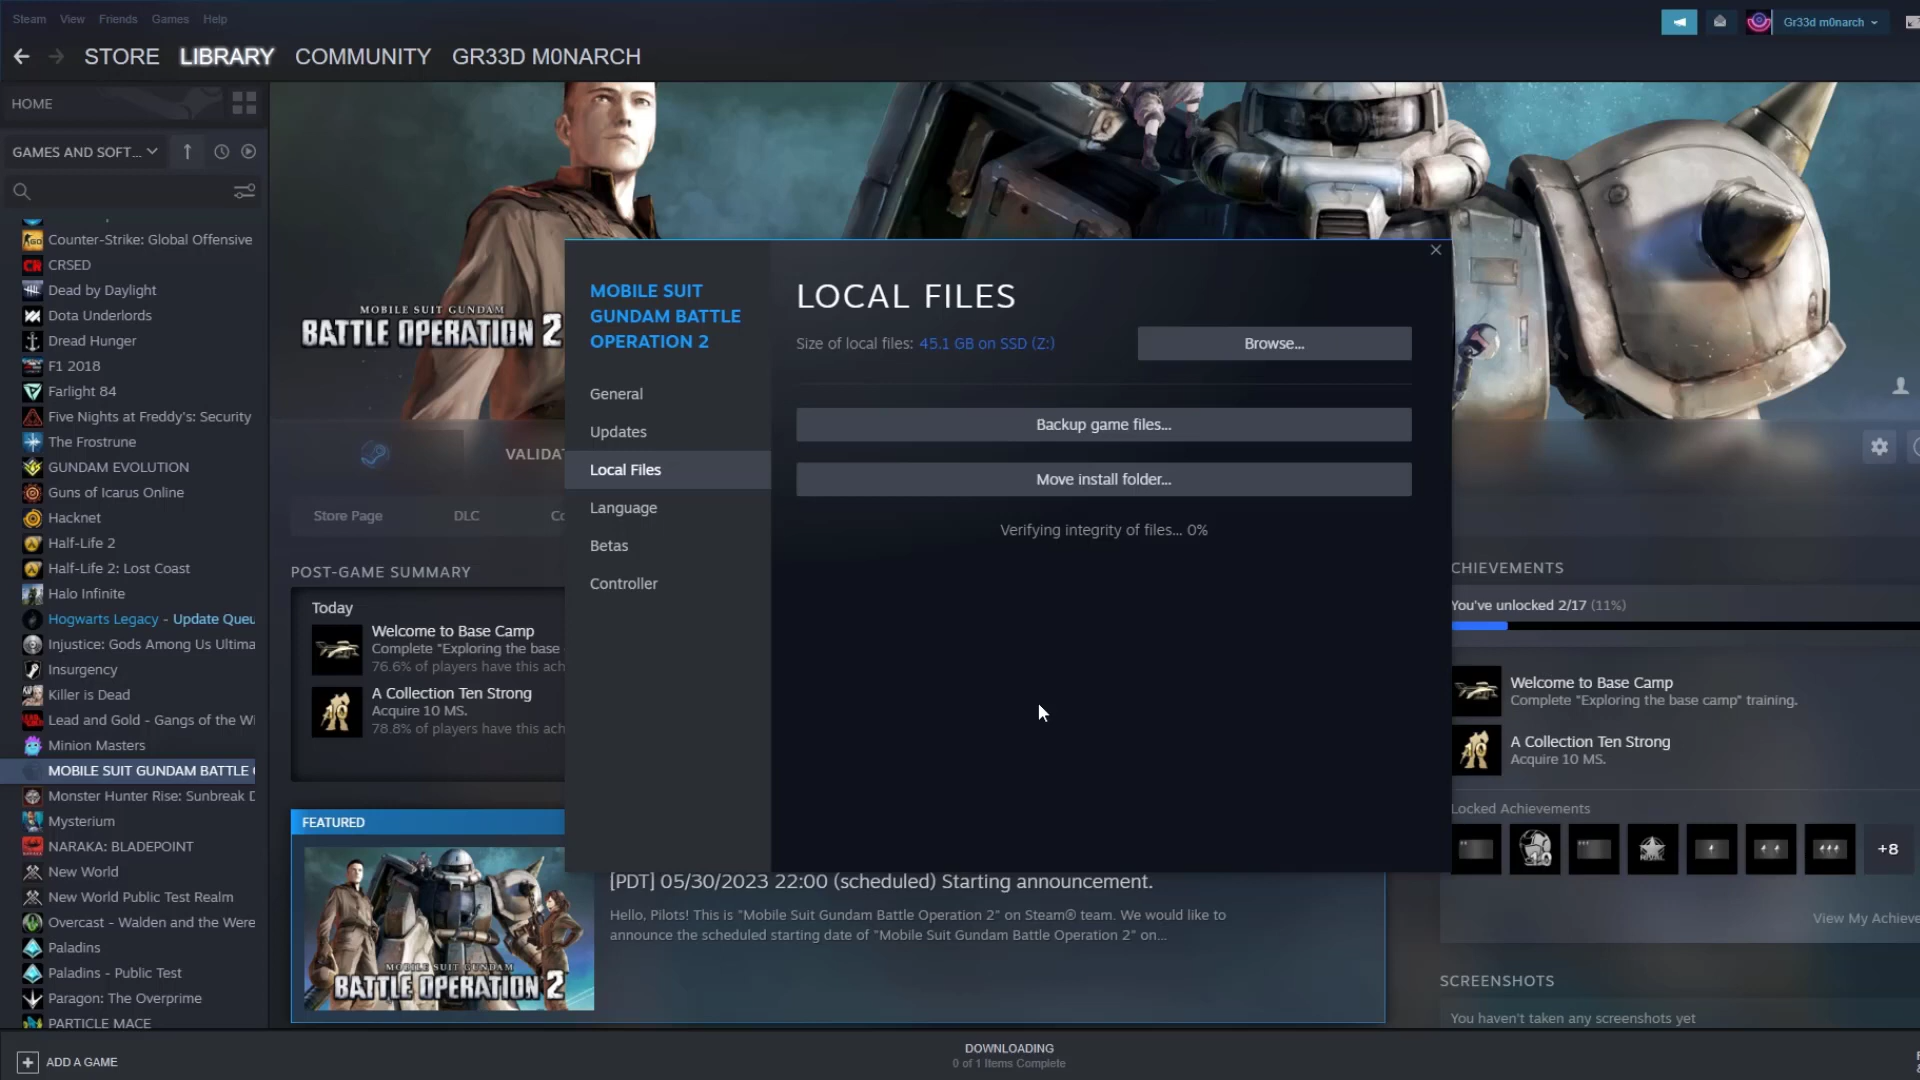 Steam View Friends Games Help
Gr33d m0narch
STORE LIBRARY COMMUNITY GR33D M0NARCH
HOME
GAMES AND SOFT...
Counter-Strike: Global Offensive
CRSED
Dead by Daylight
Dota Underlords
Dread Hunger
F1 2018
Farlight 84
Five Nights at Freddy's: Security
The Frostrune
GUNDAM EVOLUTION
Guns of Icarus Online
Hacknet
Half-Life 2
Half-Life 2: Lost Coast
Halo Infinite
Hogwarts Legacy - Update Queu
Injustice: Gods Among Us Ultima
Insurgency
Killer is Dead
Lead and Gold - Gangs of the Wi
Minion Masters
MOBILE SUIT GUNDAM BATTLE
Monster Hunter Rise: Sunbreak D
Mysterium
NARAKA: BLADEPOINT
New World
New World Public Test Realm
Overcast - Walden and the Were
Paladins
Paladins - Public Test
Paragon: The Overprime
PARTICLE MACE
ADD A GAME
MOBILE SUIT GUNDAM
BATTLE OPERATION 2
VALIDAT
Store Page DLC Co
POST-GAME SUMMARY
Today
Welcome to Base Camp
Complete "Exploring the base
76.6% of players have this ach
A Collection Ten Strong
Acquire 10 MS.
78.8% of players have this ach
10
FEATURED
MOBILE SUIT GUNDAM
BATTLE OPERATION 2
[PDT] 05/30/2023 22:00 (scheduled) Starting announcement.
Hello, Pilots! This is "Mobile Suit Gundam Battle Operation 2" on Steam® team. We would like to
announce the scheduled starting date of "Mobile Suit Gundam Battle Operation 2" on...
MOBILE SUIT
GUNDAM BATTLE
OPERATION 2
General
Updates
Local Files
Language
Betas
Controller
LOCAL FILES
Size of local files: 45.1 GB on SSD (Z:)
Browse...
Backup game files...
Move install folder...
Verifying integrity of files... 0%
CHIEVEMENTS
You've unlocked 2/17 (11%)
Welcome to Base Camp
Complete "Exploring the base camp" training.
A Collection Ten Strong
Acquire 10 MS.
10
Locked Achievements
+8
View My Achieve
SCREENSHOTS
You haven't taken any screenshots yet
DOWNLOADING
0 of 1 Items Complete